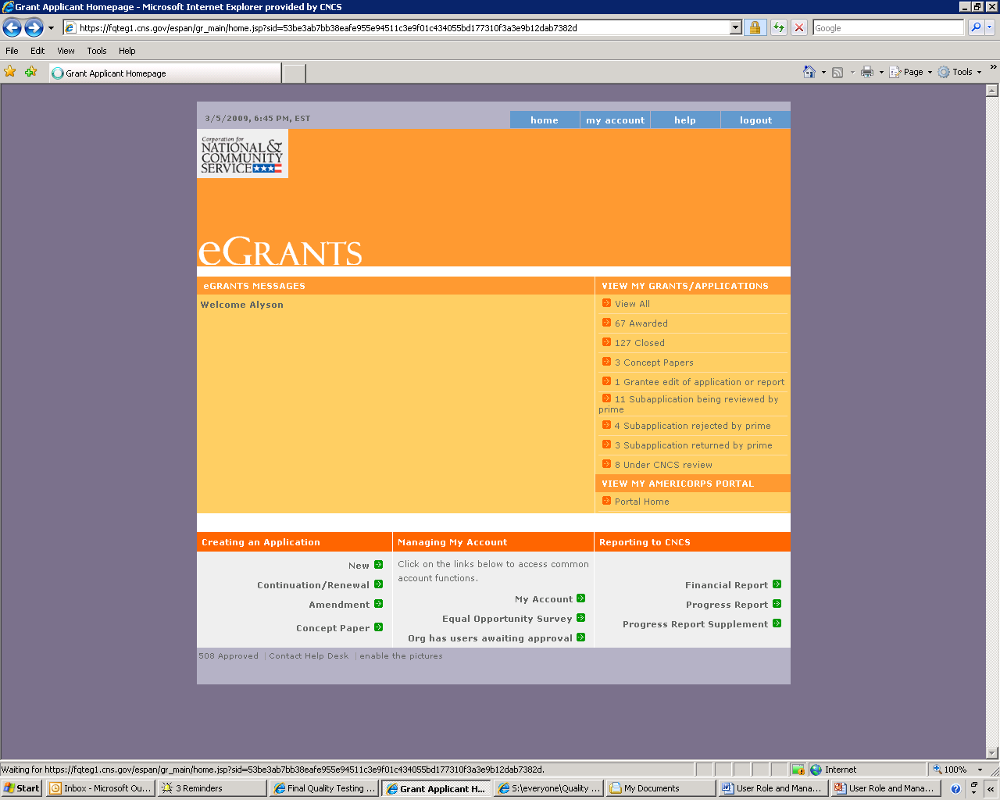 Grant Applicant Homepage - Microsoft Internet Explorer provided by CNCS
https://fqteg1.cns.gov/espan/gr_main/home.jsp?sid=53be3ab7bb38eafe955e94511c3e9f01c434055bd177310f3a3e9b12dab7382d
Google
File Edit View Tools Help
Grant Applicant Homepage
Page Tools
3/5/2009, 6:45 PM, EST
home my account help logout
Corporation for
NATIONAL &
COMMUNITY
SERVICE
eGRANTS
eGRANTS MESSAGES
Welcome Alyson
VIEW MY GRANTS/APPLICATIONS
View All
67 Awarded
127 Closed
3 Concept Papers
1 Grantee edit of application or report
11 Subapplication being reviewed by
prime
4 Subapplication rejected by prime
3 Subapplication returned by prime
8 Under CNCS review
VIEW MY AMERICORPS PORTAL
Portal Home
Creating an Application
New
Continuation/Renewal
Amendment
Concept Paper
Managing My Account
Click on the links below to access common
account functions.
My Account
Equal Opportunity Survey
Org has users awaiting approval
Reporting to CNCS
Financial Report
Progress Report
Progress Report Supplement
508 Approved | Contact Help Desk | enable the pictures
Waiting for https://fqteg1.cns.gov/espan/gr_main/home.jsp?sid=53be3ab7bb38eafe955e94511c3e9f01c434055bd177310f3a3e9b12dab7382d.
Internet
100%
Start
Inbox - Microsoft Ou...
3 Reminders
Final Quality Testing ...
Grant Applicant H...
S:\everyone\Quality ...
My Documents
User Role and Mana...
User Role and Mana...